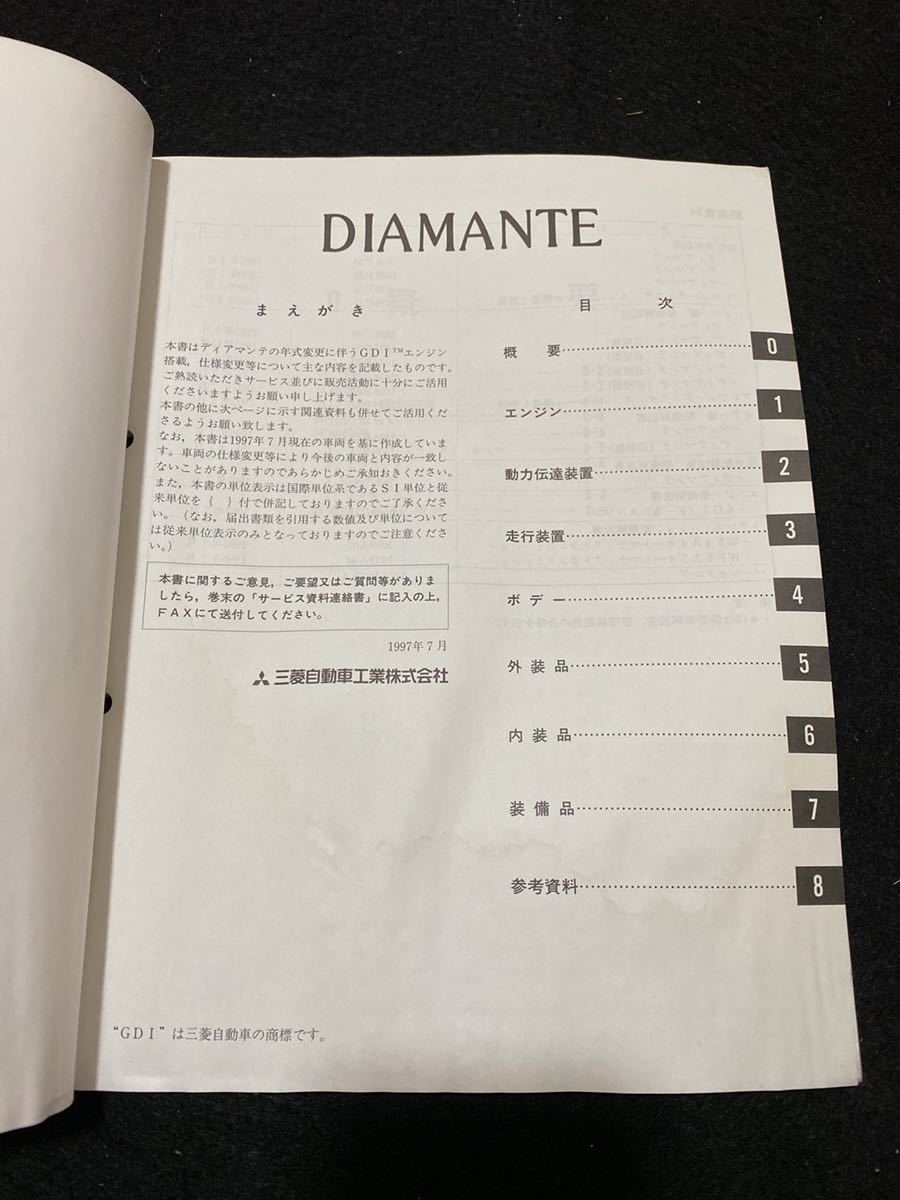 DIAMANTE
まえがき
本書はディアマンテの年式変更に伴うGDI™エンジン
搭載，仕様変更等について主な内容を記載したものです。
ご熟読いただきサービス並びに販売活動に十分にご活用
くださいますようお願い申し上げます。
本書の他に次ページに示す関連資料も併せてご活用くだ
さるようお願い致します。
なお，本書は1997年7月現在の車両を基に作成していま
す。車両の仕様変更等により今後の車両と内容が一致し
ないことがありますのであらかじめご承知おきください。
また，本書の単位表示は国際単位系であるSI単位と従
来単位を{ }付で併記しておりますのでご了承くださ
い。（なお，届出書類を引用する数値及び単位について
は従来単位表示のみとなっておりますのでご注意くださ
い。）
本書に関するご意見，ご要望又はご質問等がありま
したら，巻末の「サービス資料連絡書」に記入の上，
FAXにて送付してください。
1997年7月
三菱自動車工業株式会社
目次
概要 0
エンジン 1
動力伝達装置 2
走行装置 3
ボデー 4
外装品 5
内装品 6
装備品 7
参考資料 8
“GDI”は三菱自動車の商標です。